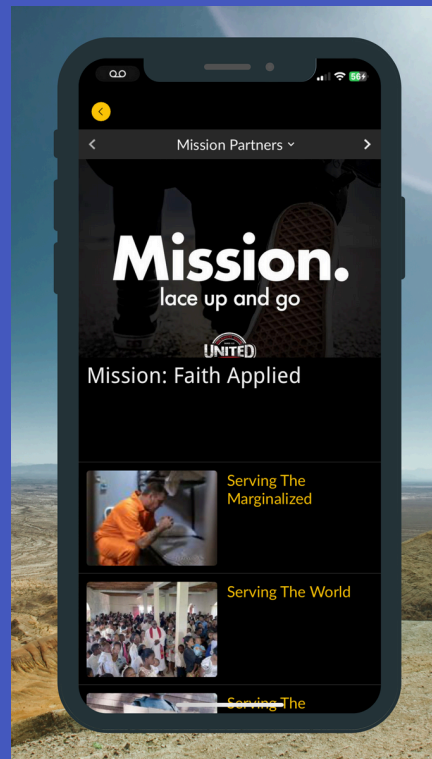 56
Mission Partners
Mission.
lace up and go
UNITED
Mission: Faith Applied
Serving The
Marginalized
Serving The World
Serving The